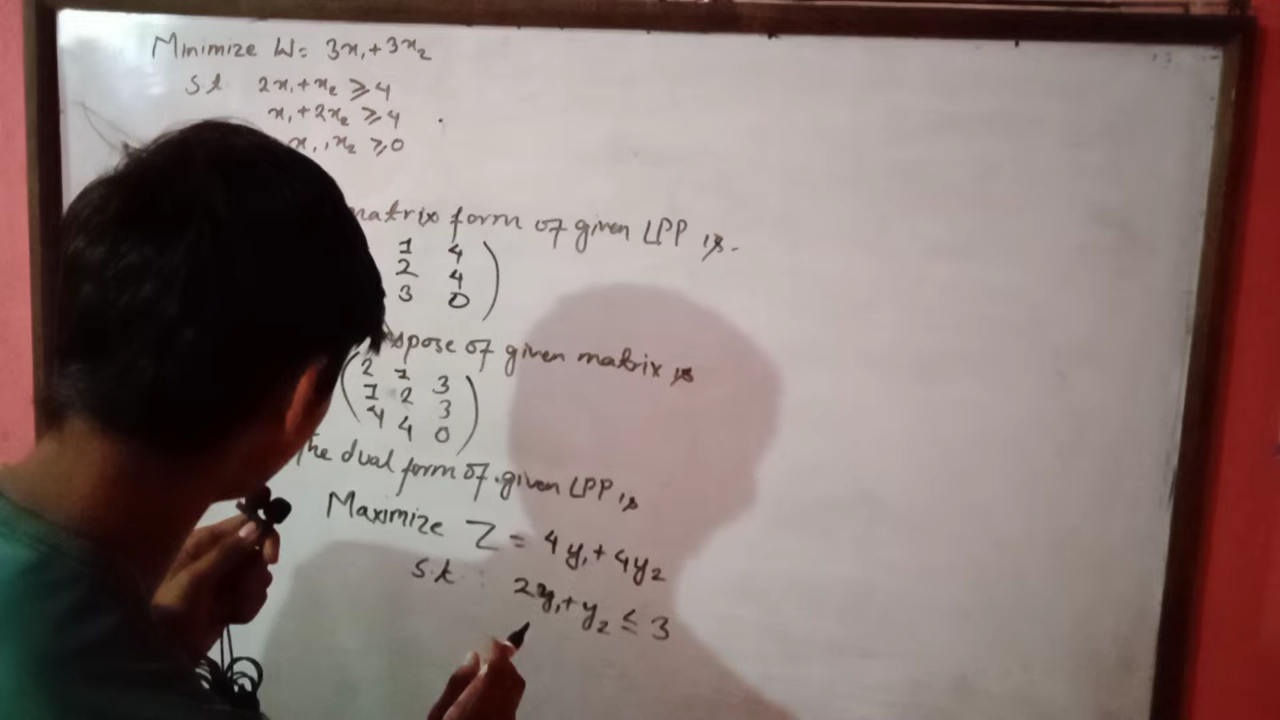 Minimize W = 3x₁ + 3x₂
S.t 2x₁ + x₂ ⩾ 4
x₁ + 2x₂ ⩾ 4
x₁, x₂ ⩾ 0
matrix form of given LPP is.
1 4
2 4
3 0
spose of given matrix is
2 1 3
1 2 3
4 4 0
The dual form of given LPP is
Maximize Z = 4y₁ + 4y₂
s.t 2y₁ + y₂ ≤ 3